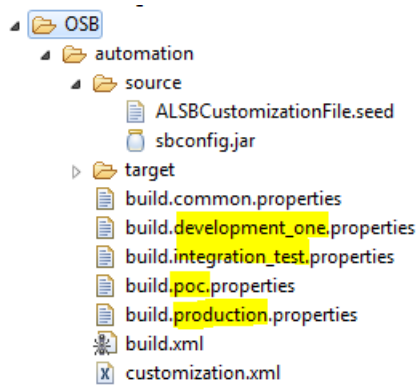 OSB
automation
source
ALSBCustomizationFile.seed
sbconfig.jar
target
build.common.properties
build.development_one.properties
build.integration_test.properties
build.poc.properties
build.production.properties
build.xml
customization.xml